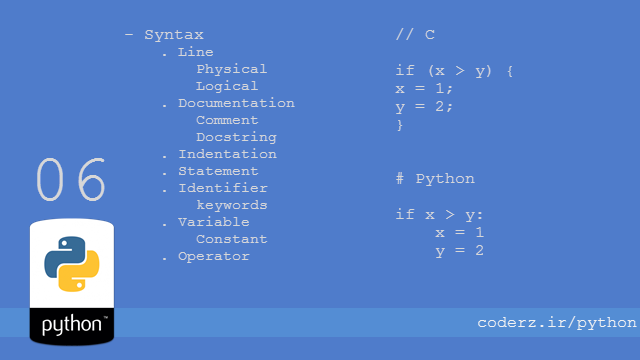 - Syntax
. Line
Physical
Logical
. Documentation
Comment
Docstring
. Indentation
. Statement
. Identifier
keywords
. Variable
Constant
. Operator
// C
if (x > y) {
x = 1;
y = 2;
}
# Python
if x > y:
x = 1
y = 2
06
python™
coderz.ir/python